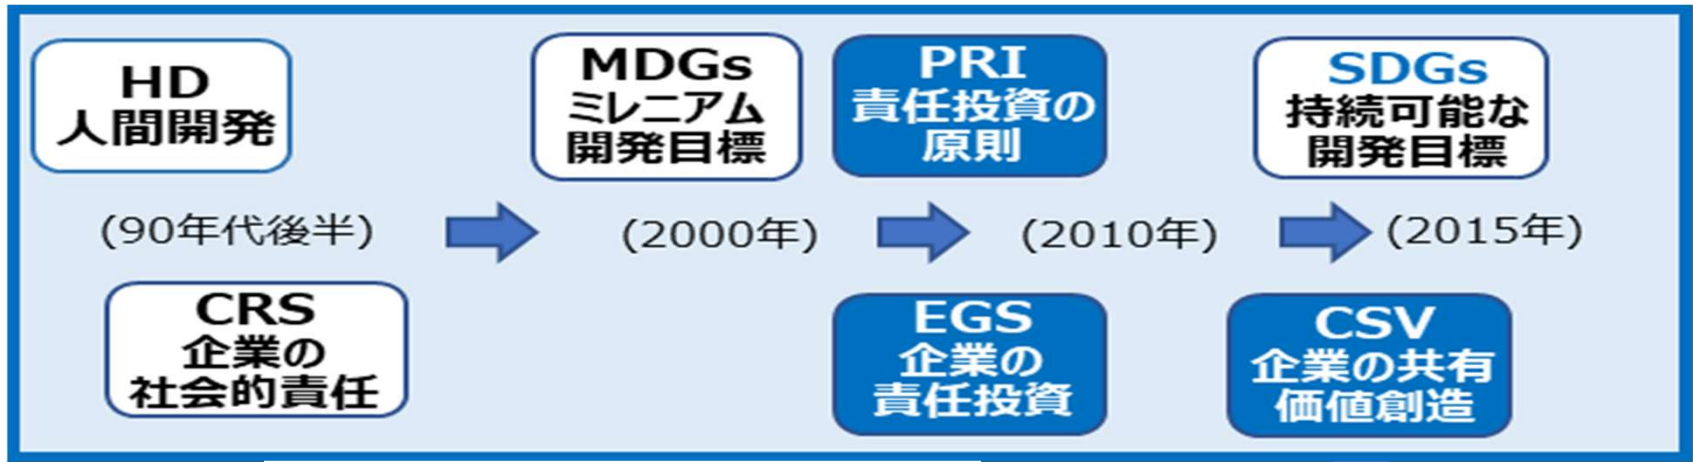 HD
人間開発
MDGs
ミレニアム
開発目標
PRI
責任投資の
原則
SDGs
持続可能な
開発目標
(90年代後半)
(2000年)
(2010年)
(2015年)
CRS
企業の
社会的責任
EGS
企業の
責任投資
CSV
企業の共有
価値創造